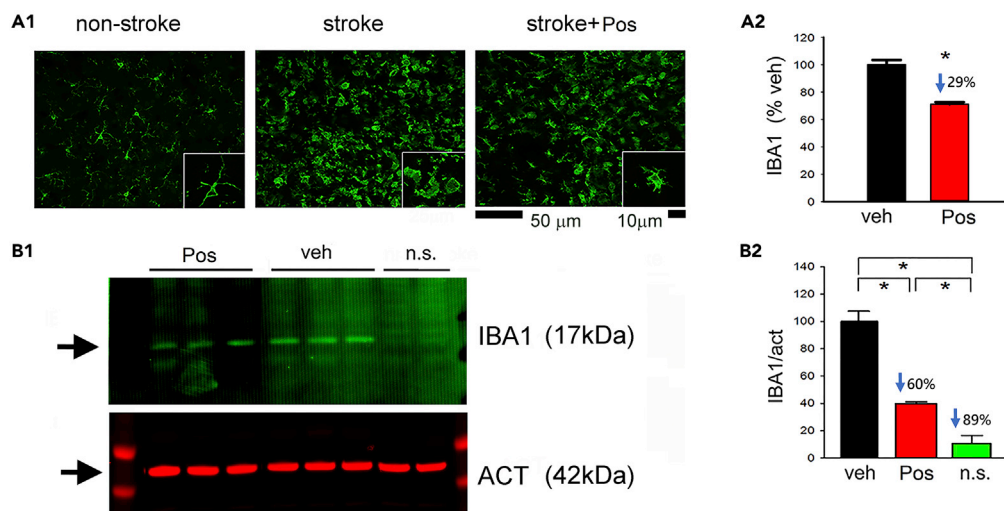 A1
non-stroke
stroke
stroke+Pos
50 μm
10μm
A2
IBA1 (% veh)
120
100
80
60
40
20
0
*
29%
veh
Pos
B1
Pos
veh
n.s.
IBA1 (17kDa)
ACT (42kDa)
B2
IBA1/act
140
120
100
80
60
40
20
0
*
*
*
60%
89%
veh
Pos
n.s.